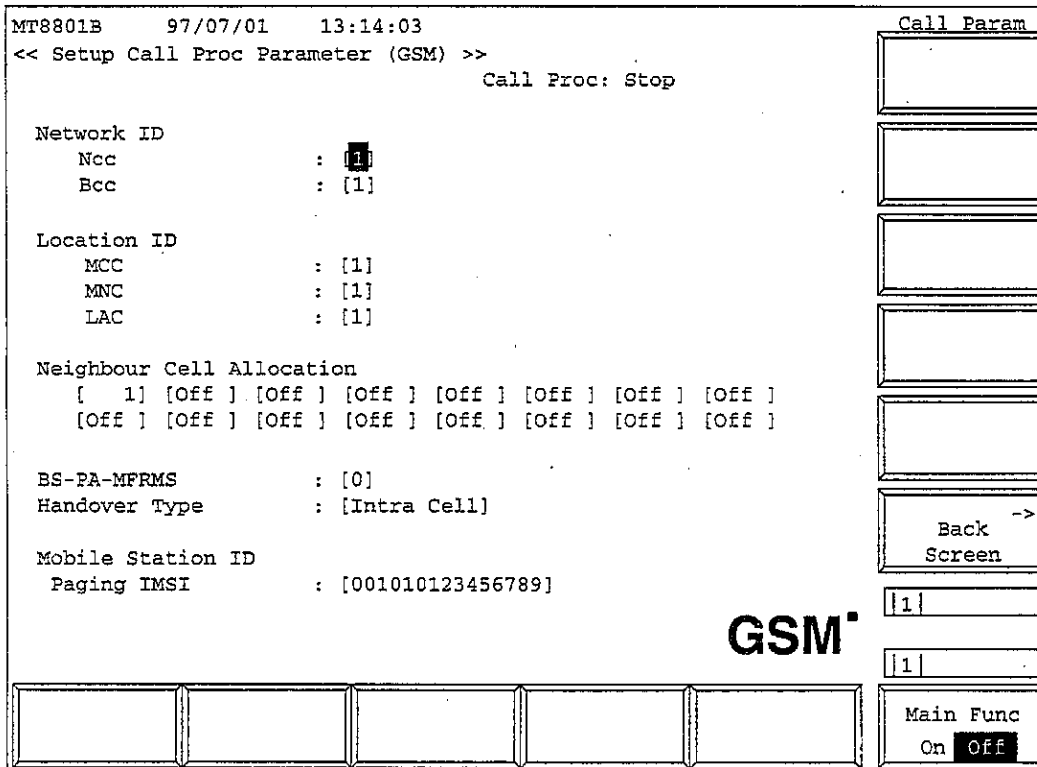 MT8801B 97/07/01 13:14:03
<< Setup Call Proc Parameter (GSM) >>
Call Proc: Stop
Network ID
Ncc : [1]
Bcc : [1]
Location ID
MCC : [1]
MNC : [1]
LAC : [1]
Neighbour Cell Allocation
[ 1] [Off ] [Off ] [Off ] [Off ] [Off ] [Off ] [Off ]
[Off ] [Off ] [Off ] [Off ] [Off ] [Off ] [Off ] [Off ]
BS-PA-MFRMS : [0]
Handover Type : [Intra Cell]
Mobile Station ID
Paging IMSI : [001010123456789]
GSM
Call Param
->
Back
Screen
1
1
Main Func
On Off